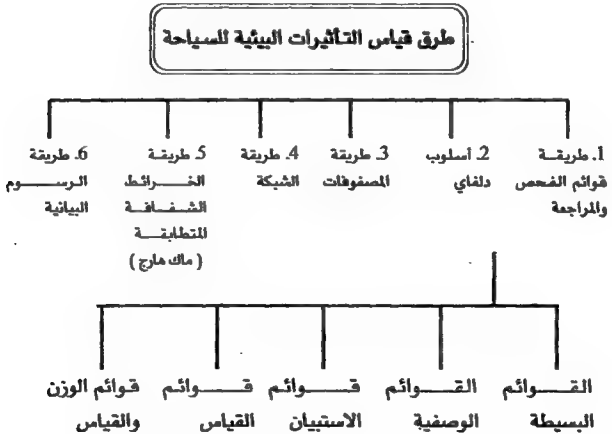 طرق قياس التأثيرات البيئية للسياحة
1. طريقة
قوائم الفحص
والمراجعة
2. أسلوب
دلفاي
3. طريقة
المصفوفات
4. طريقة
الشبكة
5. طريقة
الخرائط
الشفافة
المتطابقة
(ماك هارج)
6. طريقة
الرسوم
البيانية
القوائم
البسيطة
القوائم
الوصفية
قوائم
الاستبيان
قوائم
القياس
قوائم الوزن
والقياس